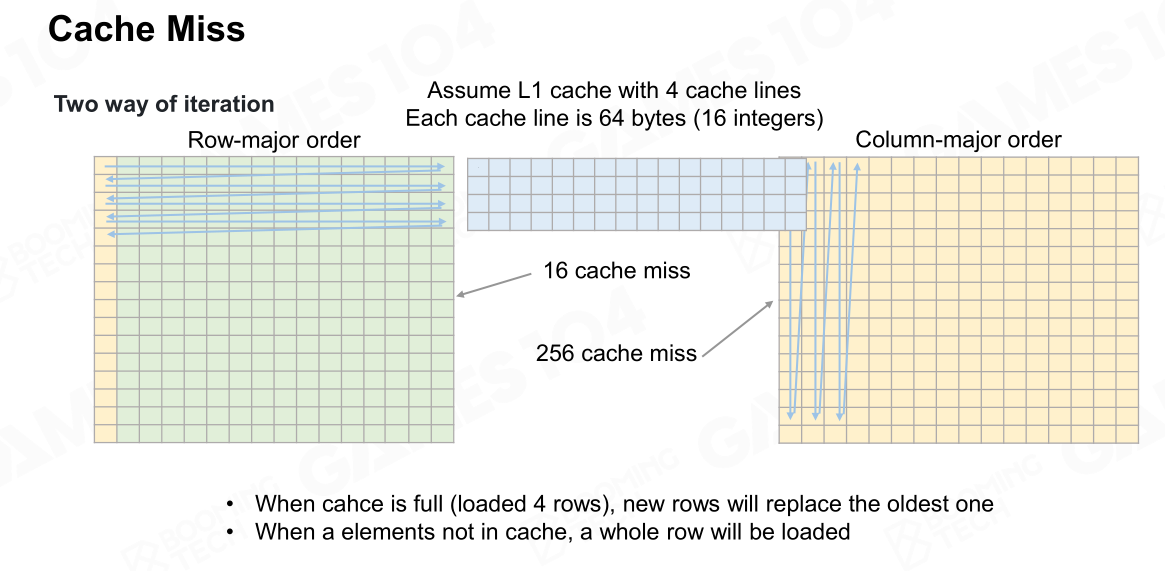 Cache Miss
Two way of iteration
Assume L1 cache with 4 cache lines
Each cache line is 64 bytes (16 integers)
Row-major order
Column-major order
16 cache miss
256 cache miss
• When cahce is full (loaded 4 rows), new rows will replace the oldest one
• When a elements not in cache, a whole row will be loaded
GAMES104
BOOMING
TECH